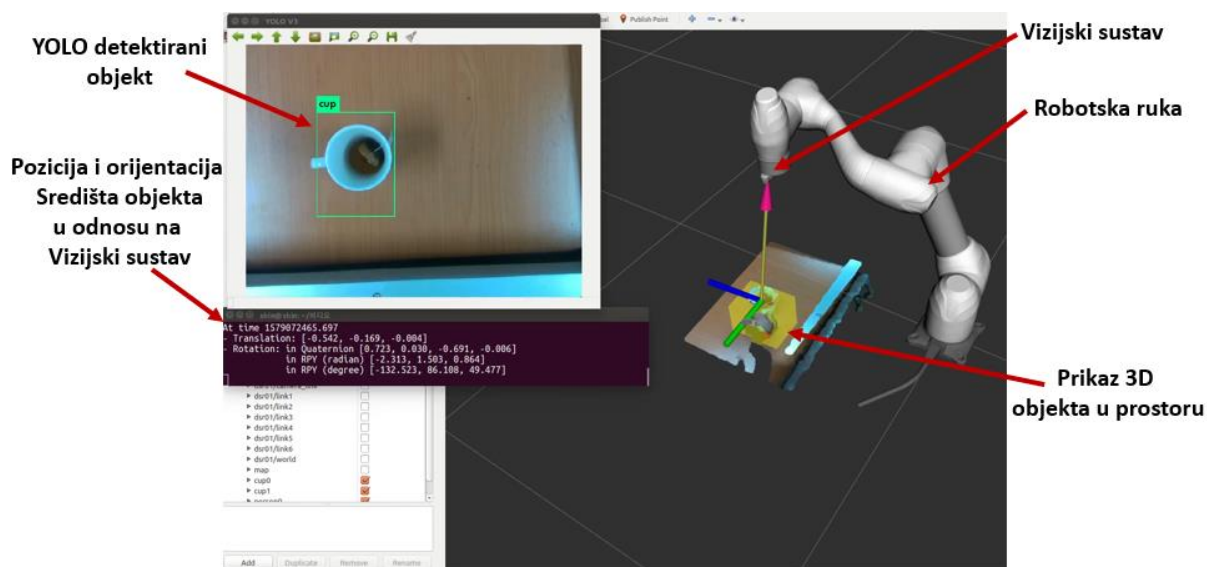 YOLO detektirani
objekt
Pozicija i orijentacija
Središta objekta
u odnosu na
Vizijski sustav
YOLO V3
cup
At time 1579072465.697
- Translation: [-0.542, -0.169, -0.004]
- Rotation: in Quaternion [0.723, 0.030, -0.691, -0.006]
in RPY (radian) [-2.313, 1.503, 0.864]
in RPY (degree) [-132.523, 86.108, 49.477]
dsr01/link1
dsr01/link2
dsr01/link3
dsr01/link4
dsr01/link5
dsr01/link6
dsr01/world
map
cup0
cup1
person0
Add Duplicate Remove Rename
Publish Point
Vizijski sustav
Robotska ruka
Prikaz 3D
objekta u prostoru